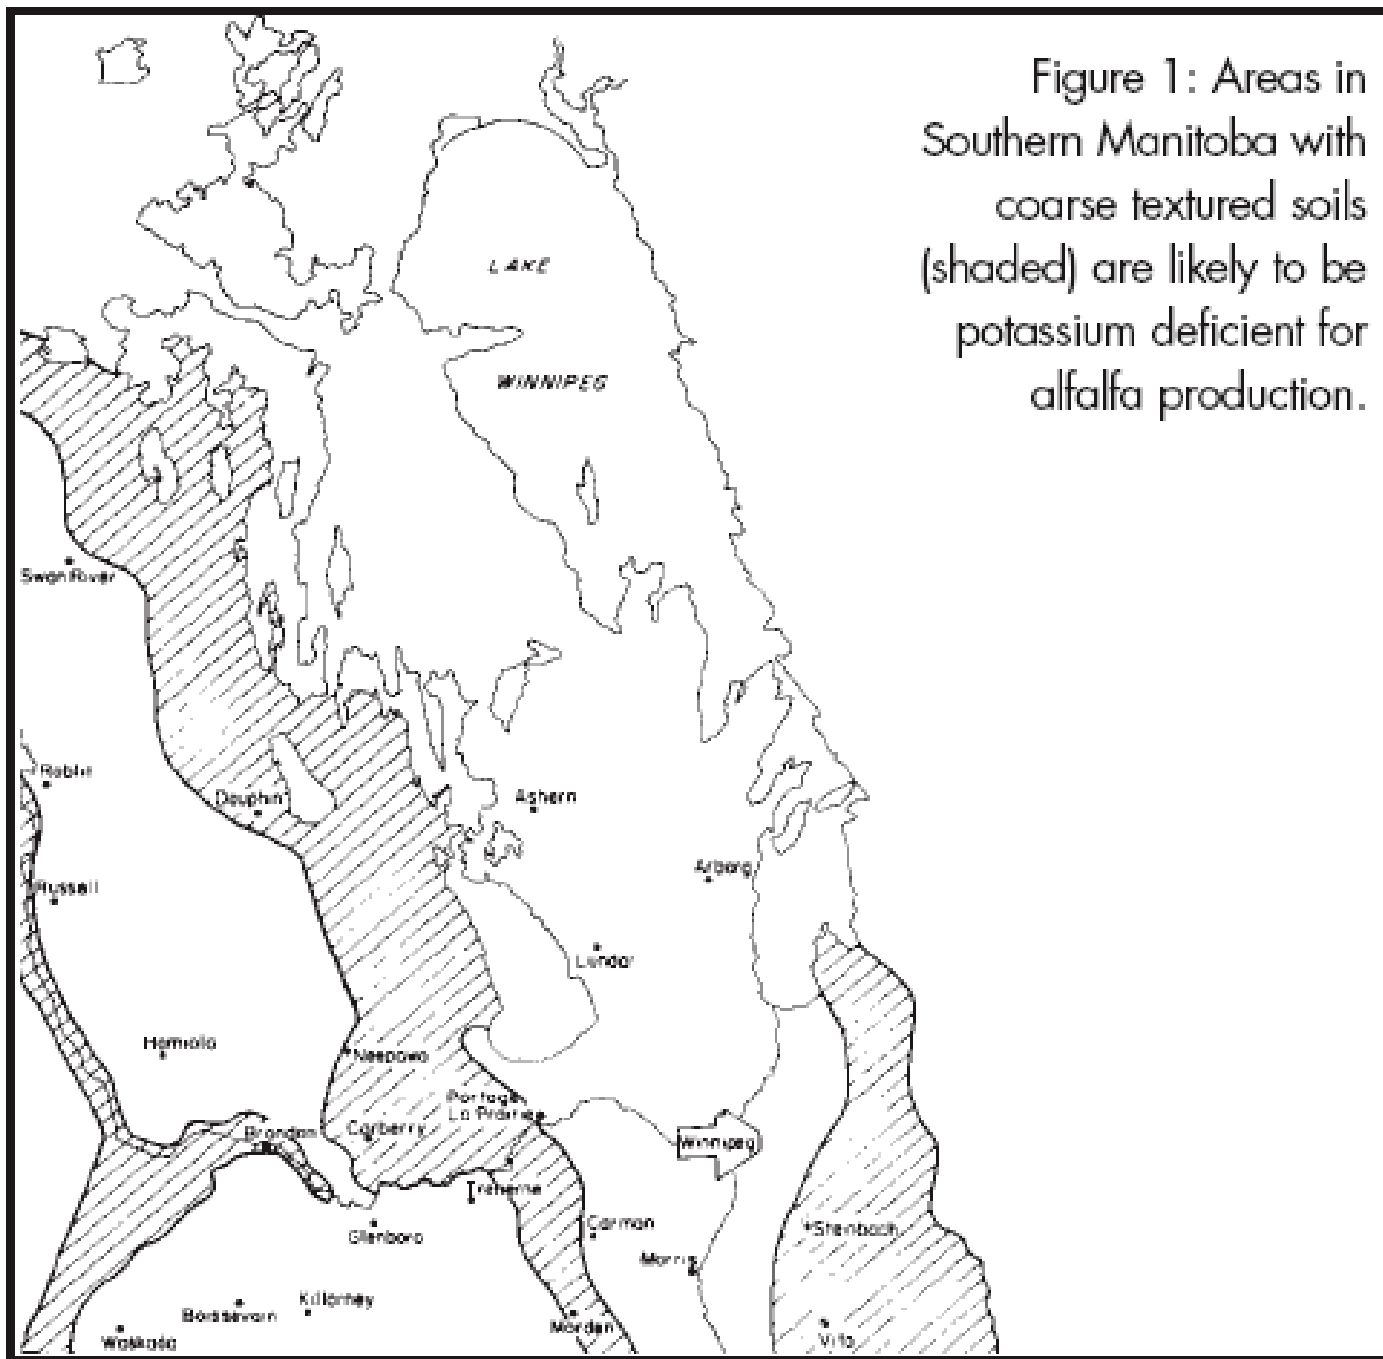 Figure 1: Areas in
Southern Manitoba with
coarse textured soils
(shaded) are likely to be
potassium deficient for
alfalfa production.
LAKE
WINNIPEG
Swan River
Roblin
Dauphin
Ashern
Arborg
Russell
Lundar
Hamiota
Neepawa
Portage
La Prairie
Brandon
Carberry
Winnipeg
Treherne
Carman
Steinbach
Glenboro
Morris
Killarney
Boissevain
Morden
Waskada
Vita